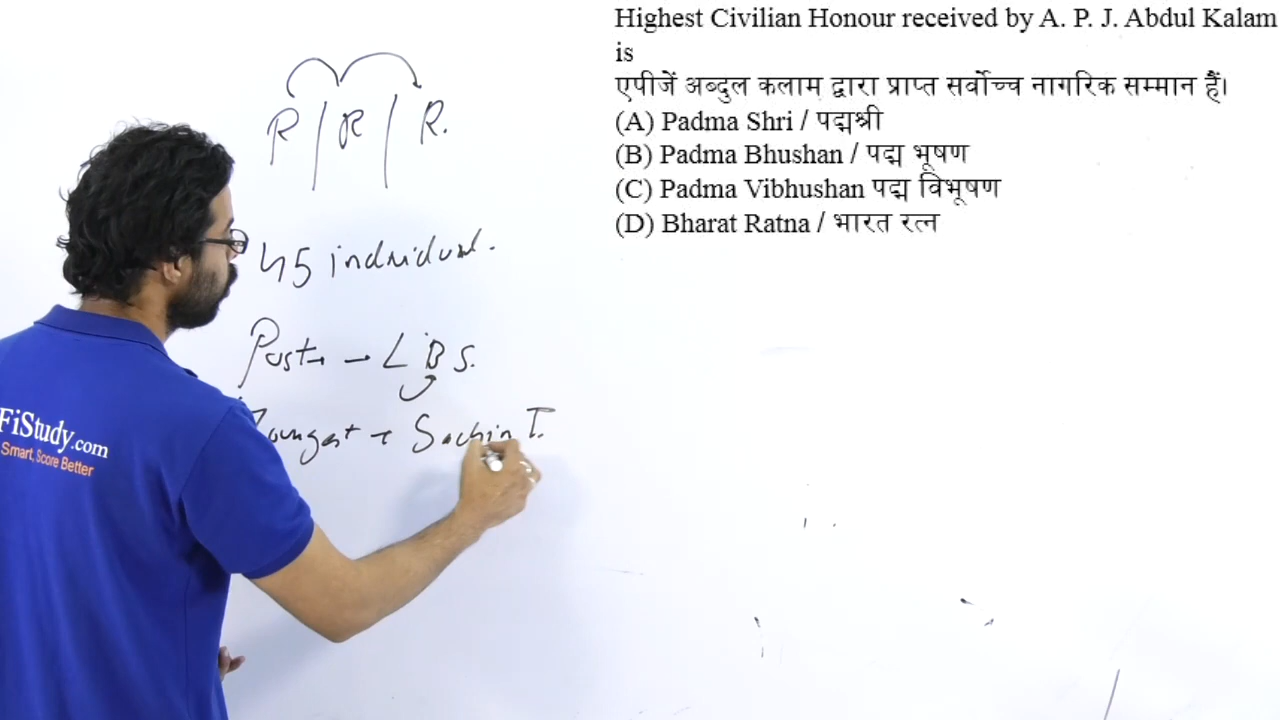 Highest Civilian Honour received by A. P. J. Abdul Kalam
is
एपीजें अब्दुल कलाम द्वारा प्राप्त सर्वोच्च नागरिक सम्मान हैं।
(A) Padma Shri / पद्मश्री
(B) Padma Bhushan / पद्म भूषण
(C) Padma Vibhushan पद्म विभूषण
(D) Bharat Ratna / भारत रत्न
R / R / R.
45 individual.
Post → L B S.
Youngest → Sachin T.
FiStudy.com
Smart, Score Better